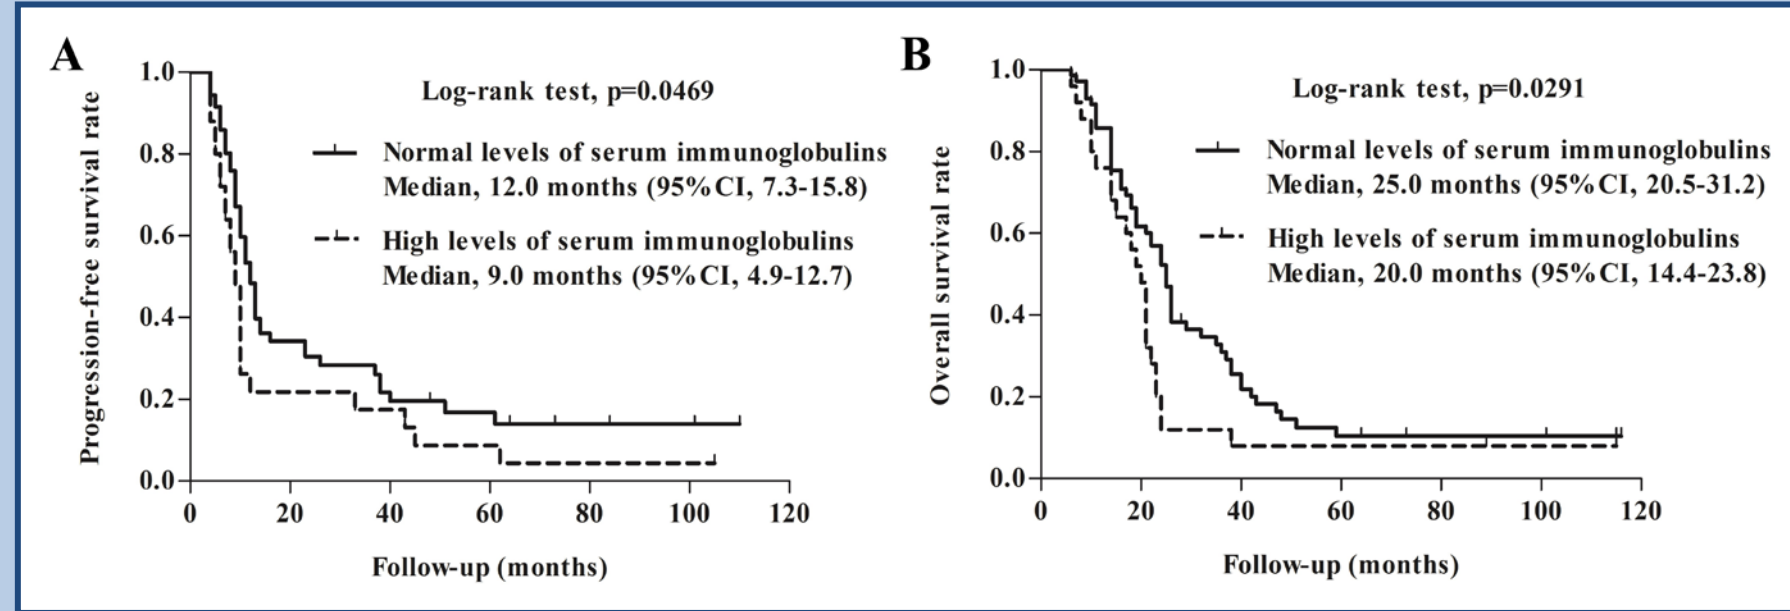 A
Progression-free survival rate
1.0
0.8
0.6
0.4
0.2
0.0
Log-rank test, p=0.0469
Normal levels of serum immunoglobulins
Median, 12.0 months (95%CI, 7.3-15.8)
High levels of serum immunoglobulins
Median, 9.0 months (95%CI, 4.9-12.7)
0 20 40 60 80 100 120
Follow-up (months)
B
Overall survival rate
1.0
0.8
0.6
0.4
0.2
0.0
Log-rank test, p=0.0291
Normal levels of serum immunoglobulins
Median, 25.0 months (95%CI, 20.5-31.2)
High levels of serum immunoglobulins
Median, 20.0 months (95%CI, 14.4-23.8)
0 20 40 60 80 100 120
Follow-up (months)